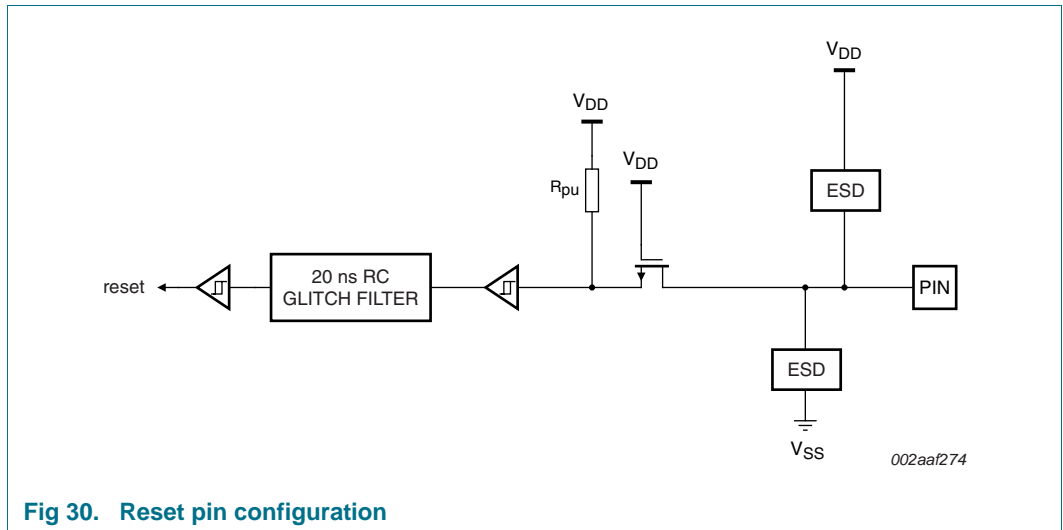 VDD
VDD
VDD
Rpu
ESD
reset
20 ns RC
GLITCH FILTER
PIN
ESD
VSS
002aaf274
Fig 30. Reset pin configuration